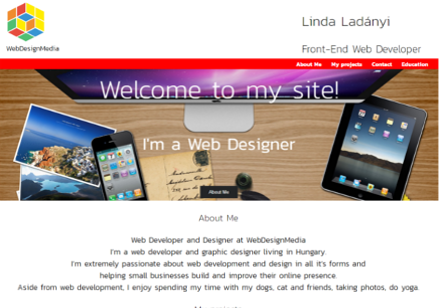 WebDesignMedia
Linda Ladányi
Front-End Web Developer
About Me My projects Contact Education
Welcome to my site!
I'm a Web Designer
About Me
About Me
Web Developer and Designer at WebDesignMedia
I'm a web developer and graphic designer living in Hungary.
I'm extremely passionate about web development and design in all it's forms and
helping small businesses build and improve their online presence.
Aside from web development, I enjoy spending my time with my dogs, cat and friends, taking photos, do yoga.